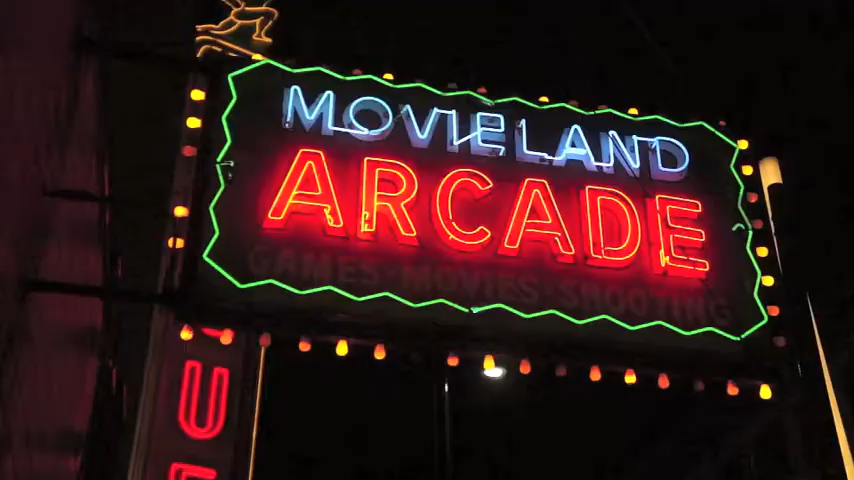 MOVIELAND
ARCADE
GAMES · MOVIES · SHOOTING
U